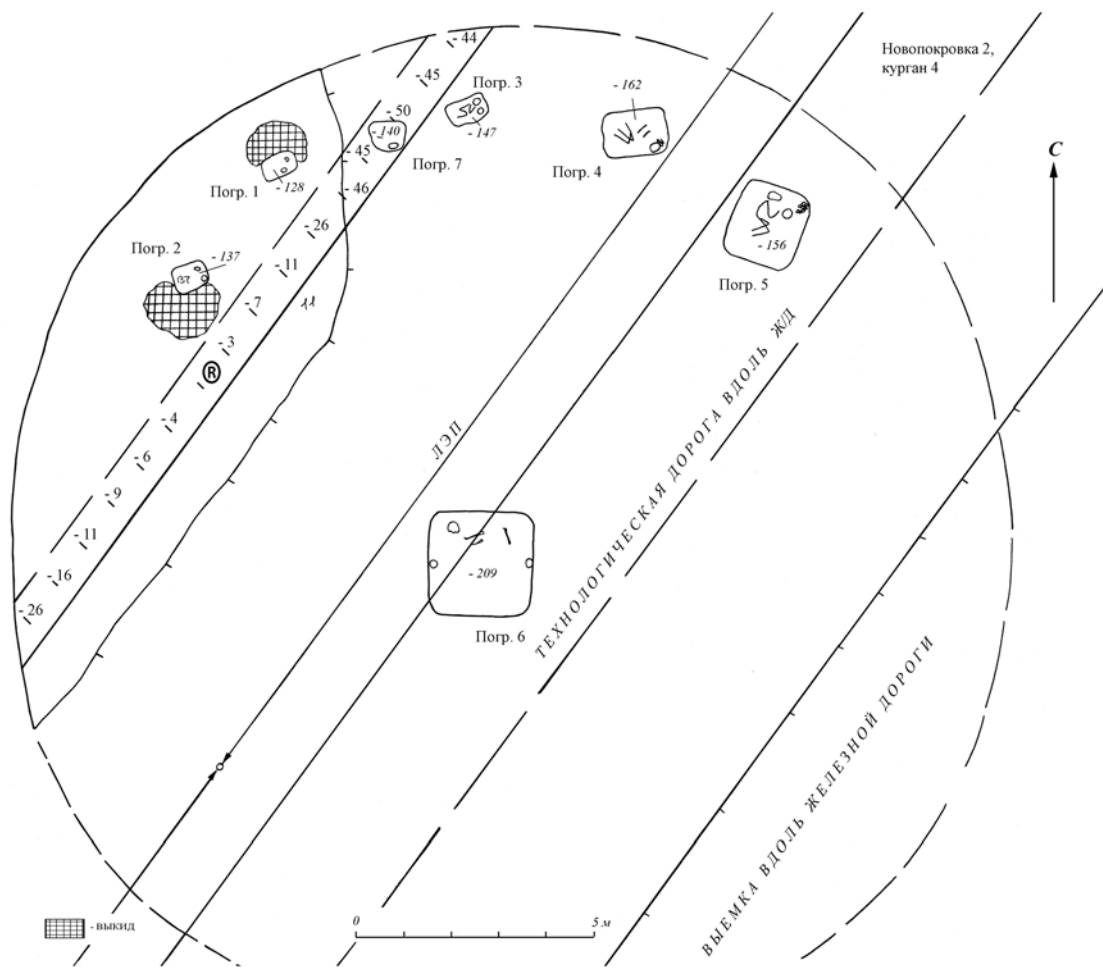 Новопокровка 2,
курган 4
С
- 44
- 45
- 50
- 140
- 45
- 46
- 26
- 11
- 7
- 3
R
- 4
- 6
- 9
- 11
- 16
- 26
Погр. 3
- 147
- 162
Погр. 4
Погр. 7
Погр. 1
- 128
Погр. 2
- 137
- 156
Погр. 5
ЛЭП
- 209
Погр. 6
ТЕХНОЛОГИЧЕСКАЯ ДОРОГА ВДОЛЬ Ж/Д
ВЫЕМКА ВДОЛЬ ЖЕЛЕЗНОЙ ДОРОГИ
- выкид
0
5 м